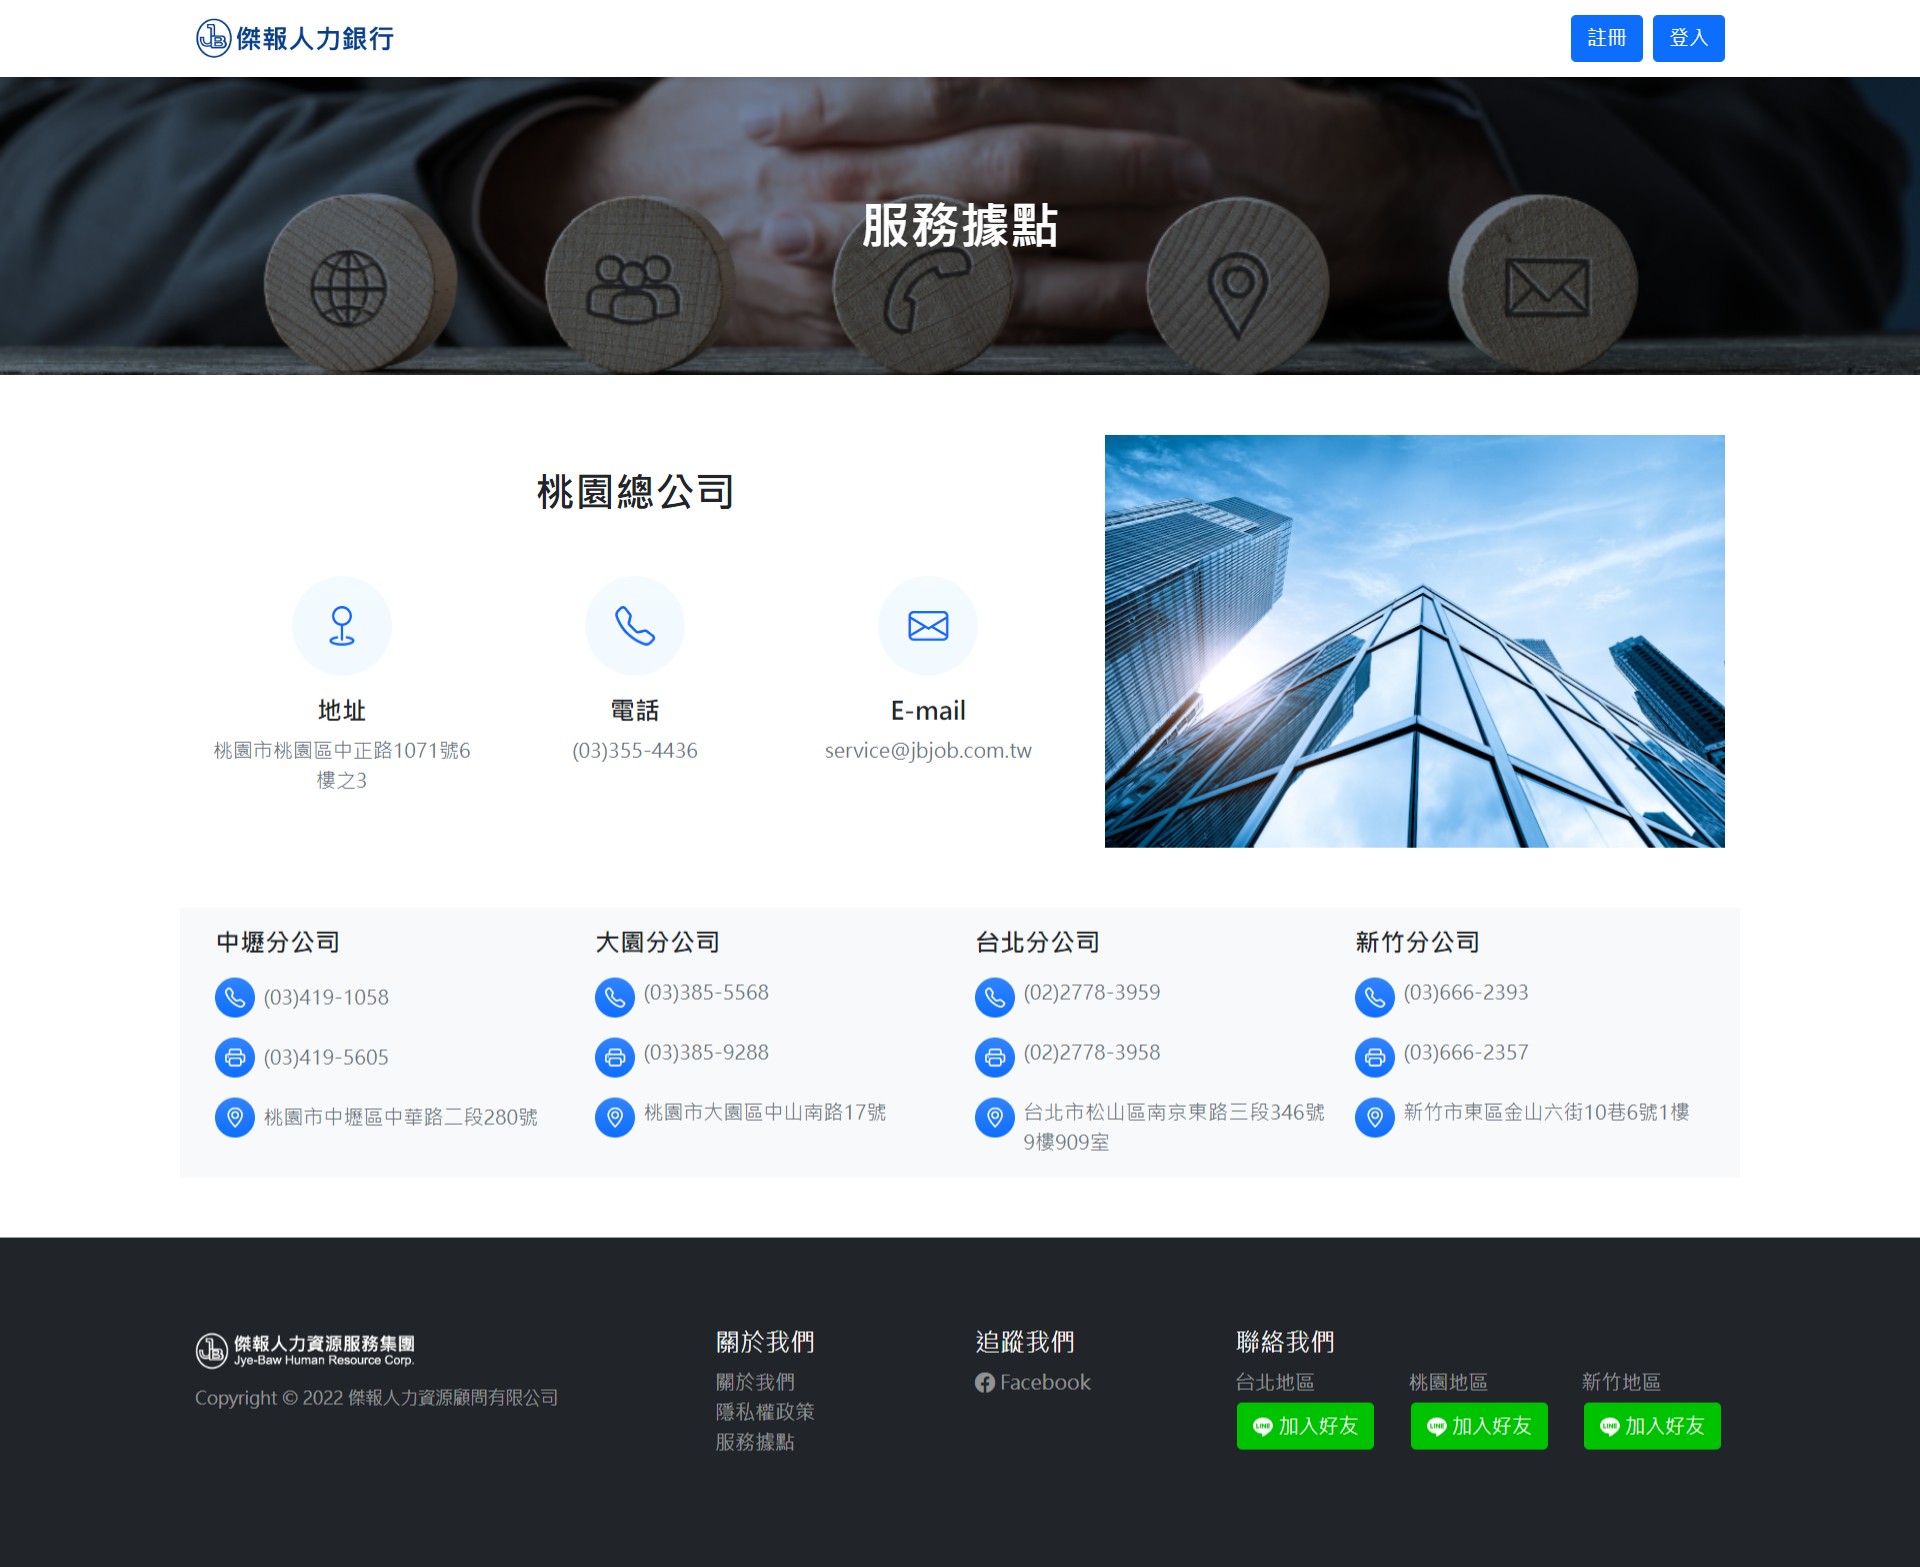 傑報人力銀行
註冊
登入
服務據點
桃園總公司
地址
桃園市桃園區中正路1071號6
樓之3
電話
(03)355-4436
E-mail
service@jbjob.com.tw
中壢分公司
(03)419-1058
(03)419-5605
桃園市中壢區中華路二段280號
大園分公司
(03)385-5568
(03)385-9288
桃園市大園區中山南路17號
台北分公司
(02)2778-3959
(02)2778-3958
台北市松山區南京東路三段346號
9樓909室
新竹分公司
(03)666-2393
(03)666-2357
新竹市東區金山六街10巷6號1樓
傑報人力資源服務集團
Jye-Baw Human Resource Corp.
Copyright © 2022 傑報人力資源顧問有限公司
關於我們
關於我們
隱私權政策
服務據點
追蹤我們
Facebook
聯絡我們
台北地區
LINE 加入好友
桃園地區
LINE 加入好友
新竹地區
LINE 加入好友